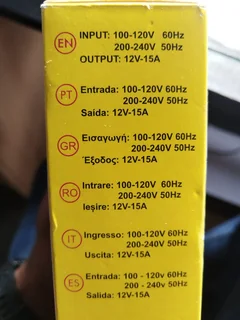 EN INPUT: 100-120V 60Hz
200-240V 50Hz
OUTPUT: 12V-15A
PT Entrada: 100-120V 60Hz
200-240V 50Hz
Saída: 12V-15A
GR Εισαγωγή: 100-120V 60Hz
200-240V 50Hz
Έξοδος: 12V-15A
RO Intrare: 100-120V 60Hz
200-240V 50Hz
Ieşire: 12V-15A
IT Ingresso: 100-120V 60Hz
200-240V 50Hz
Uscita: 12V-15A
ES Entrada: 100 - 120v 60Hz
200 - 240v 50Hz
Salida: 12V-15A